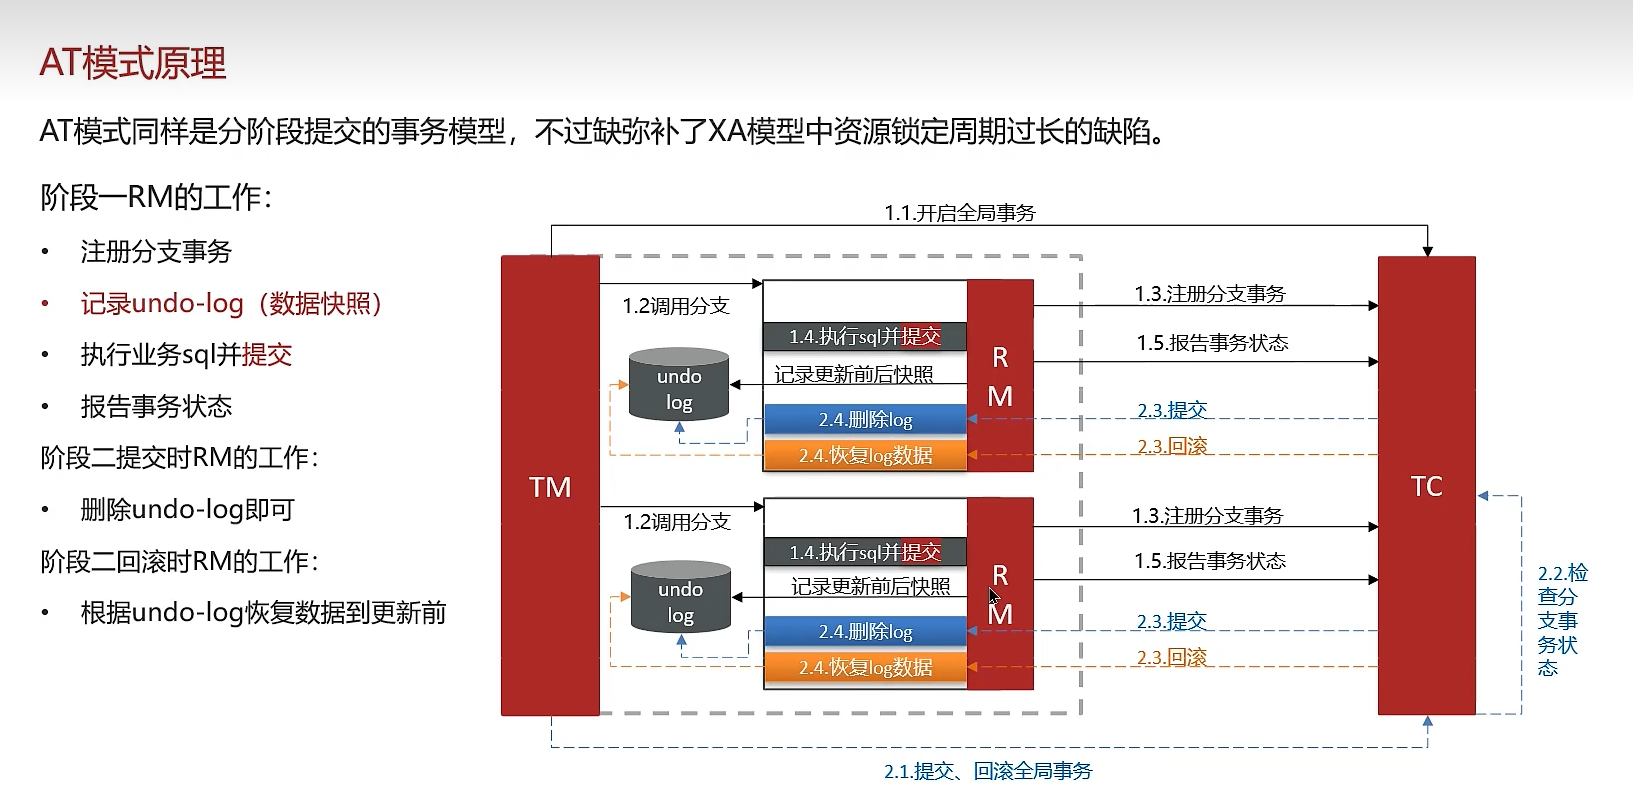 AT模式原理
AT模式同样是分阶段提交的事务模型，不过缺弥补了XA模型中资源锁定周期过长的缺陷。
阶段一RM的工作：
• 注册分支事务
• 记录undo-log（数据快照）
• 执行业务sql并提交
• 报告事务状态
阶段二提交时RM的工作：
• 删除undo-log即可
阶段二回滚时RM的工作：
• 根据undo-log恢复数据到更新前
1.1.开启全局事务
TM
1.2调用分支
undo
log
1.4.执行sql并提交
记录更新前后快照
2.4.删除log
2.4.恢复log数据
R
M
1.3.注册分支事务
1.5.报告事务状态
2.3.提交
2.3.回滚
1.2调用分支
undo
log
1.4.执行sql并提交
记录更新前后快照
2.4.删除log
2.4.恢复log数据
R
M
1.3.注册分支事务
1.5.报告事务状态
2.3.提交
2.3.回滚
TC
2.2.检
查分
支事
务状
态
2.1.提交、回滚全局事务